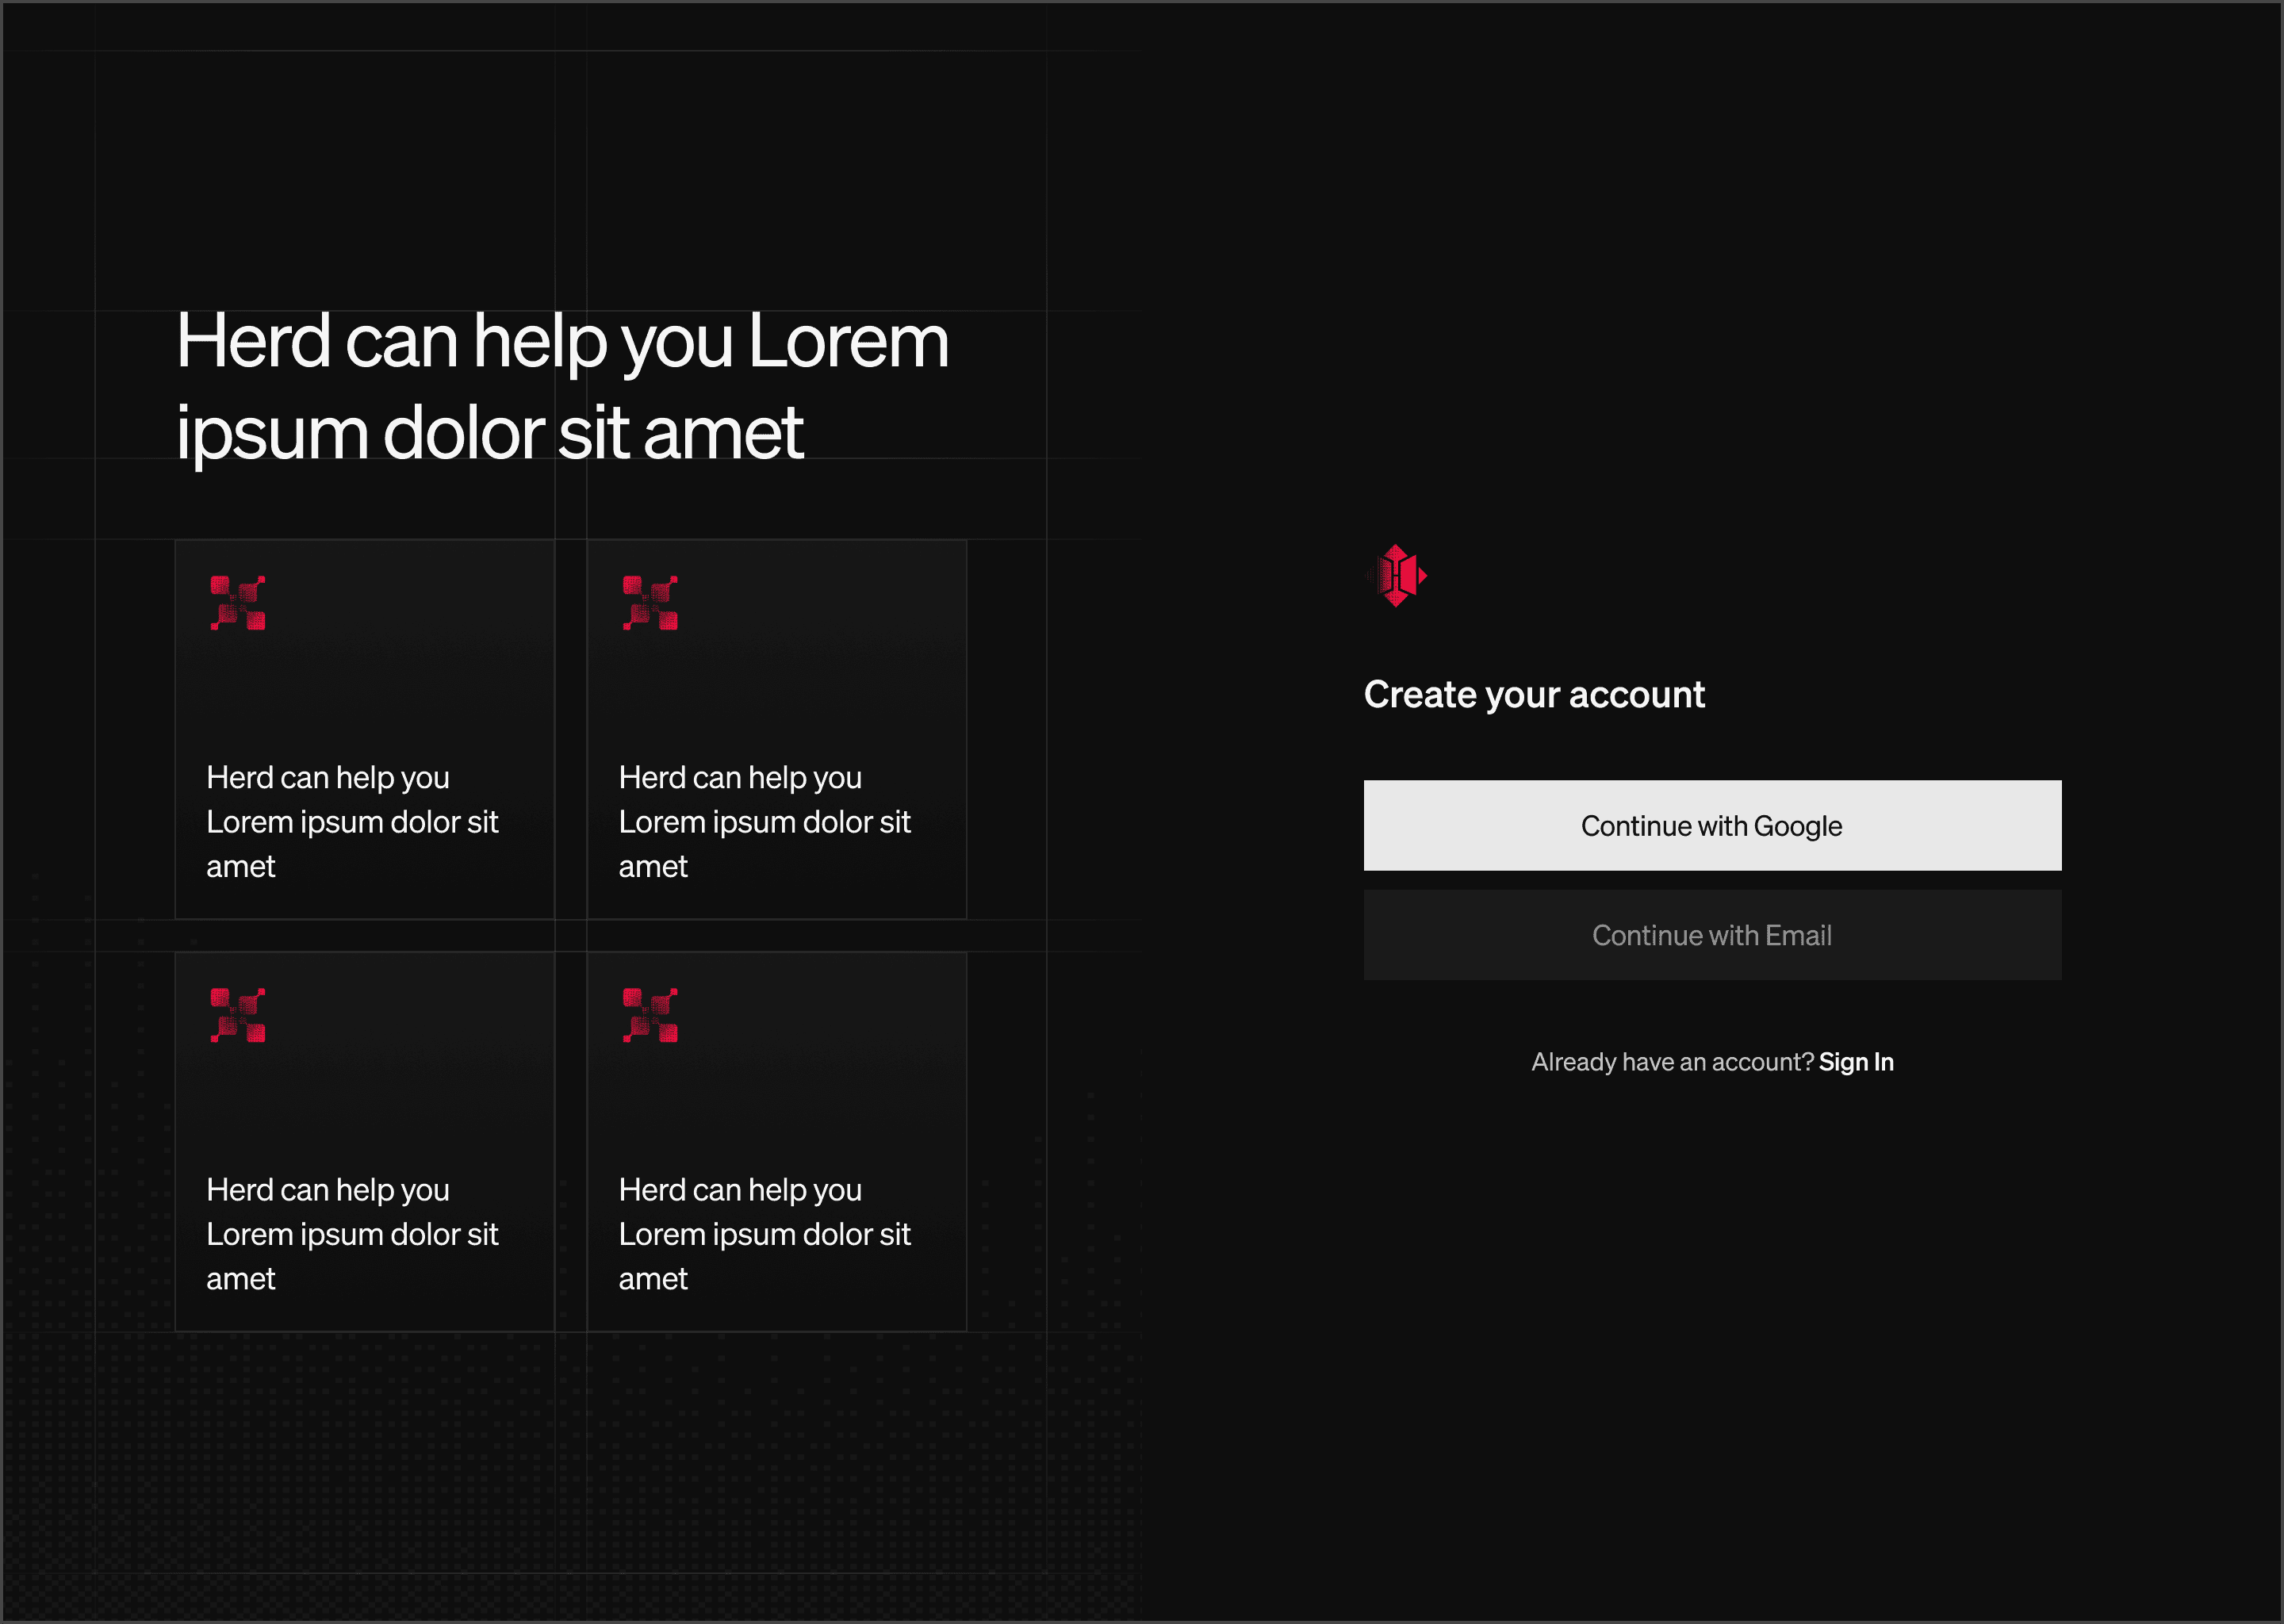 Herd can help you Lorem
ipsum dolor sit amet
Herd can help you
Lorem ipsum dolor sit
amet
Herd can help you
Lorem ipsum dolor sit
amet
Herd can help you
Lorem ipsum dolor sit
amet
Herd can help you
Lorem ipsum dolor sit
amet
Create your account
Continue with Google
Continue with Email
Already have an account? Sign In